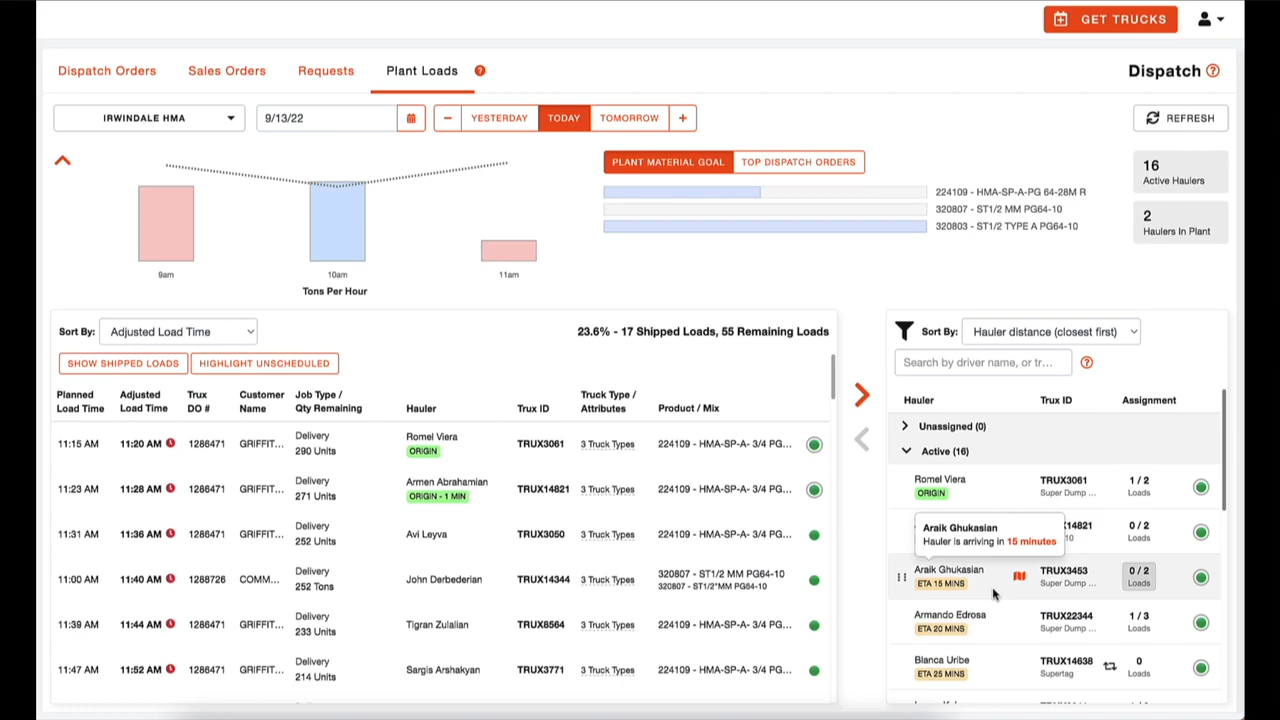 GET TRUCKS
Dispatch Orders
Sales Orders
Requests
Plant Loads
?
Dispatch ?
IRWINDALE HMA
9/13/22
− YESTERDAY TODAY TOMORROW +
REFRESH
PLANT MATERIAL GOAL
TOP DISPATCH ORDERS
224109 - HMA-SP-A-PG 64-28M R
320807 - ST1/2 MM PG64-10
320803 - ST1/2 TYPE A PG64-10
16
Active Haulers
2
Haulers In Plant
9am
10am
11am
Tons Per Hour
Sort By: Adjusted Load Time
23.6% - 17 Shipped Loads, 55 Remaining Loads
SHOW SHIPPED LOADS
HIGHLIGHT UNSCHEDULED
Planned Load Time
Adjusted Load Time
Trux DO #
Customer Name
Job Type / Qty Remaining
Hauler
Trux ID
Truck Type / Attributes
Product / Mix
11:15 AM 11:20 AM 1286471 GRIFFIT... Delivery 290 Units Romel Viera ORIGIN TRUX3061 3 Truck Types 224109 - HMA-SP-A- 3/4 PG...
11:23 AM 11:28 AM 1286471 GRIFFIT... Delivery 271 Units Armen Abrahamian ORIGIN - 1 MIN TRUX14821 3 Truck Types 224109 - HMA-SP-A- 3/4 PG...
11:31 AM 11:36 AM 1286471 GRIFFIT... Delivery 252 Units Avi Leyva TRUX3050 3 Truck Types 224109 - HMA-SP-A- 3/4 PG...
11:00 AM 11:40 AM 1288726 COMM... Delivery 252 Tons John Derbederian TRUX14344 3 Truck Types 320807 - ST1/2 MM PG64-10 320807 - ST1/2"MM PG64-10
11:39 AM 11:44 AM 1286471 GRIFFIT... Delivery 233 Units Tigran Zulalian TRUX8564 3 Truck Types 224109 - HMA-SP-A- 3/4 PG...
11:47 AM 11:52 AM 1286471 GRIFFIT... Delivery 214 Units Sargis Arshakyan TRUX3771 3 Truck Types 224109 - HMA-SP-A- 3/4 PG...
Sort By: Hauler distance (closest first)
Search by driver name, or tr... ?
Hauler
Trux ID
Assignment
Unassigned (0)
Active (16)
Romel Viera ORIGIN TRUX3061 Super Dump ... 1 / 2 Loads
Araik Ghukasian
Hauler is arriving in 15 minutes
14821 0 / 2
10 Loads
Araik Ghukasian ETA 15 MINS TRUX3453 Super Dump ... 0 / 2 Loads
Armando Edrosa ETA 20 MINS TRUX22344 Super Dump ... 1 / 3 Loads
Blanca Uribe ETA 25 MINS TRUX14638 Supertag 0 Loads